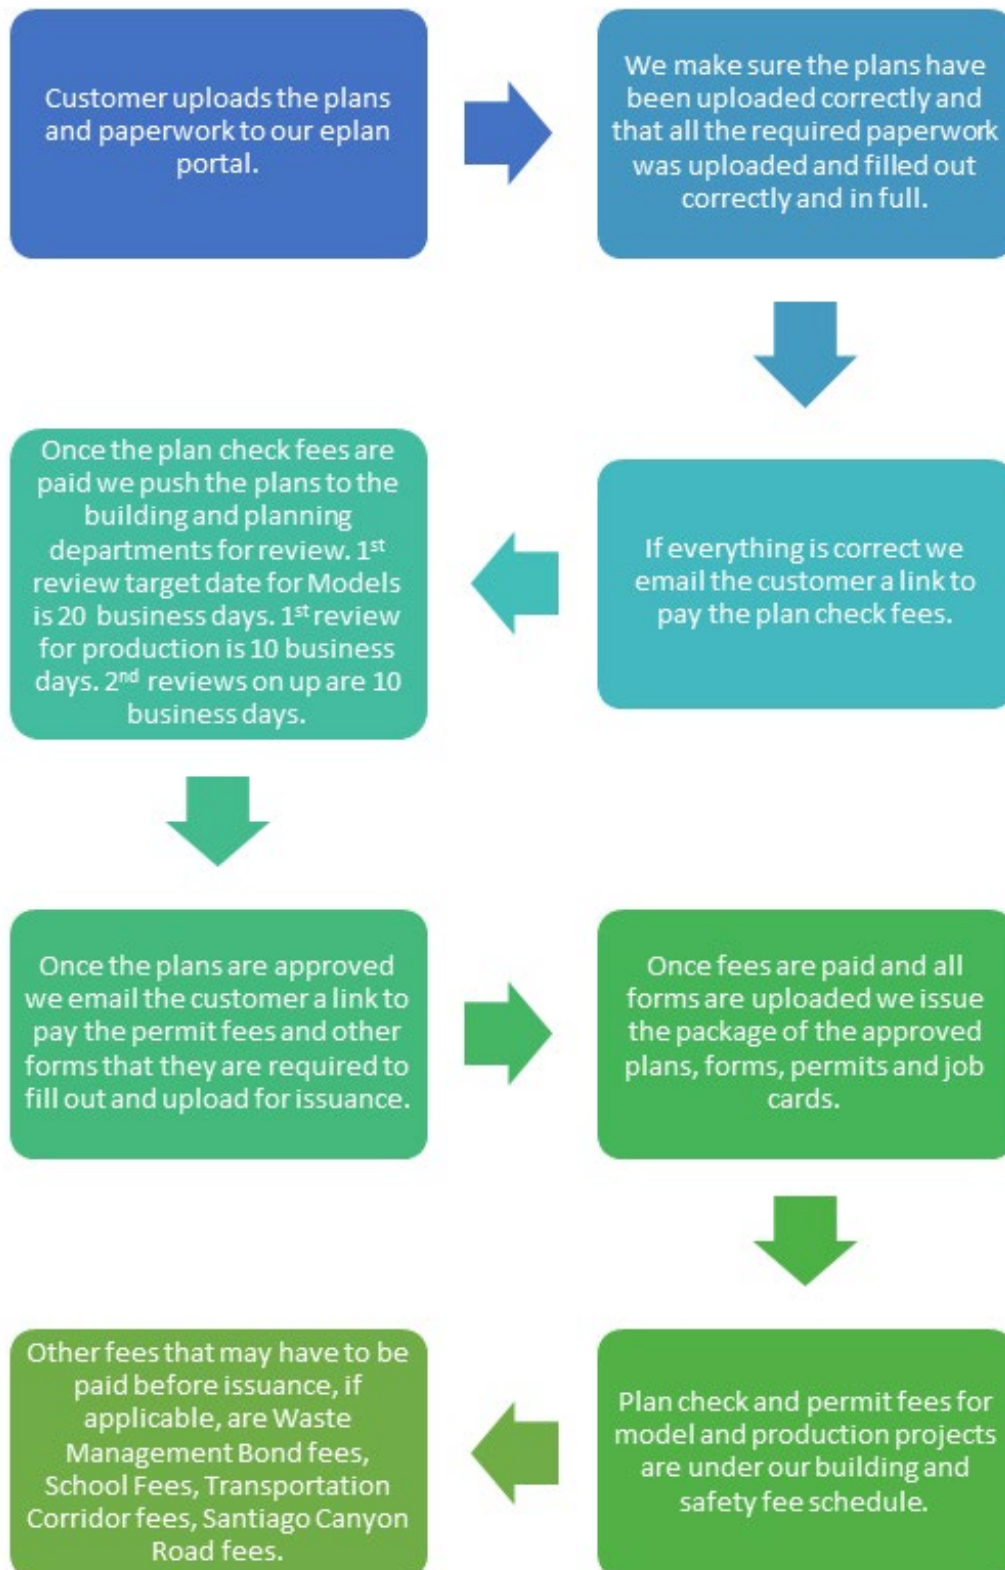 Customer uploads the plans
and paperwork to our eplan
portal.
We make sure the plans have
been uploaded correctly and
that all the required paperwork
was uploaded and filled out
correctly and in full.
If everything is correct we
email the customer a link to
pay the plan check fees.
Once the plan check fees are
paid we push the plans to the
building and planning
departments for review. 1st
review target date for Models
is 20 business days. 1st review
for production is 10 business
days. 2nd reviews on up are 10
business days.
Once the plans are approved
we email the customer a link to
pay the permit fees and other
forms that they are required to
fill out and upload for issuance.
Once fees are paid and all
forms are uploaded we issue
the package of the approved
plans, forms, permits and job
cards.
Plan check and permit fees for
model and production projects
are under our building and
safety fee schedule.
Other fees that may have to be
paid before issuance, if
applicable, are Waste
Management Bond fees,
School Fees, Transportation
Corridor fees, Santiago Canyon
Road fees.